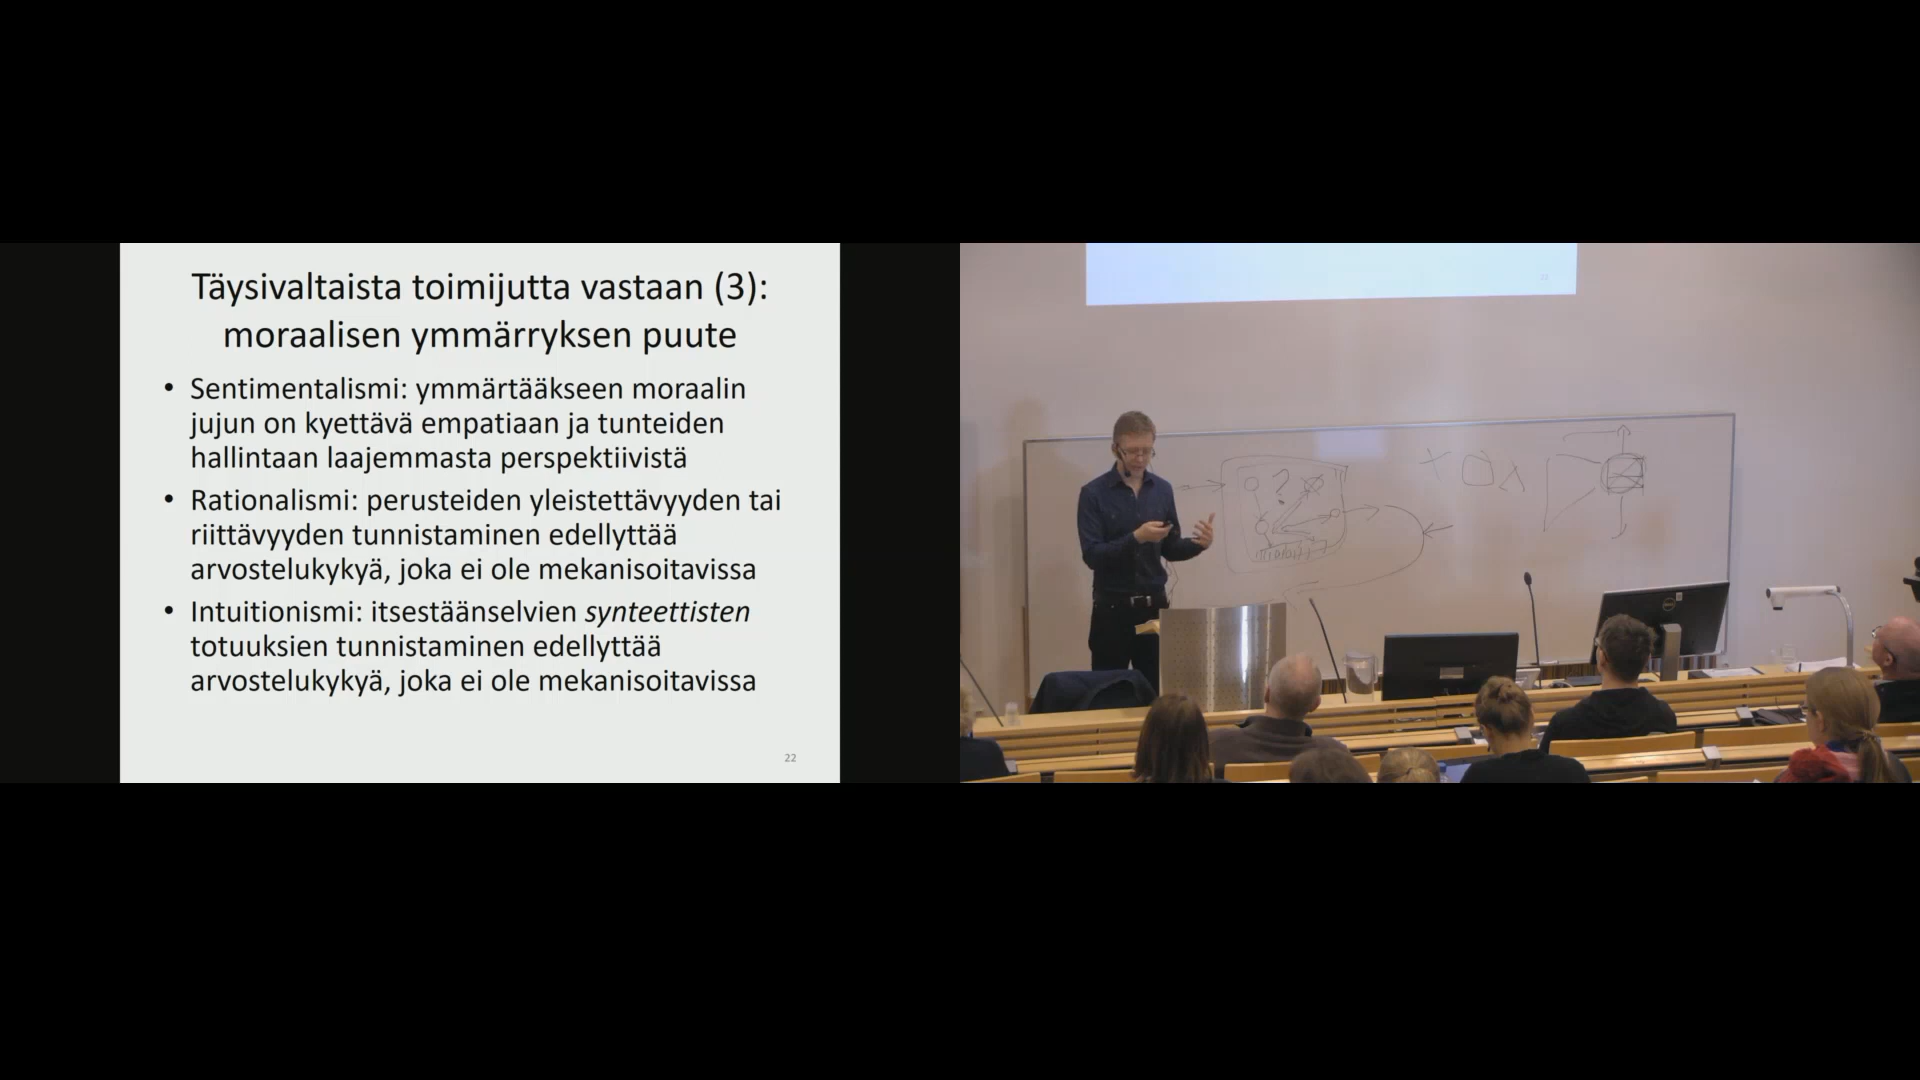 Täysivaltaista toimijutta vastaan (3):
moraalisen ymmärryksen puute
• Sentimentalismi: ymmärtääkseen moraalin
jujun on kyettävä empatiaan ja tunteiden
hallintaan laajemmasta perspektiivistä
• Rationalismi: perusteiden yleistettävyyden tai
riittävyyden tunnistaminen edellyttää
arvostelukykyä, joka ei ole mekanisoitavissa
• Intuitionismi: itsestäänselvien synteettisten
totuuksien tunnistaminen edellyttää
arvostelukykyä, joka ei ole mekanisoitavissa
22
?